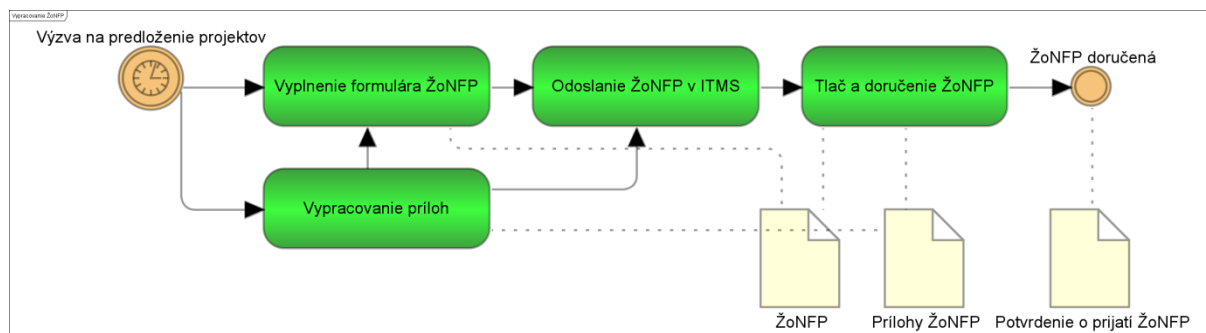 Vypracovanie ŽoNFP
Výzva na predloženie projektov
Vyplnenie formulára ŽoNFP
Odoslanie ŽoNFP v ITMS
Tlač a doručenie ŽoNFP
ŽoNFP doručená
Vypracovanie príloh
ŽoNFP
Prílohy ŽoNFP
Potvrdenie o prijatí ŽoNFP